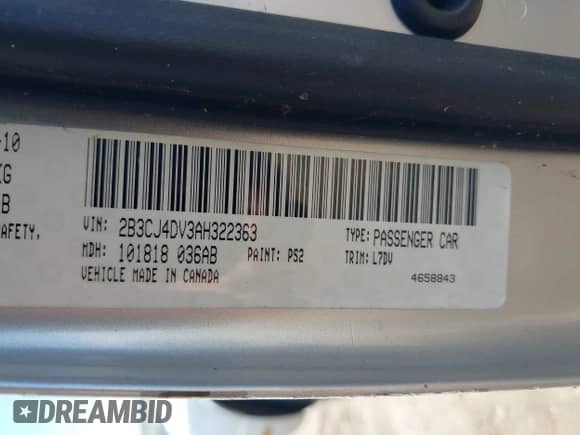 -10
KG
B
AFETY,
VIN: 2B3CJ4DV3AH322363
TYPE: PASSENGER CAR
MDH: 101818 036AB
PAINT: PS2
TRIM: L7DV
VEHICLE MADE IN CANADA
4658843
DREAMBID